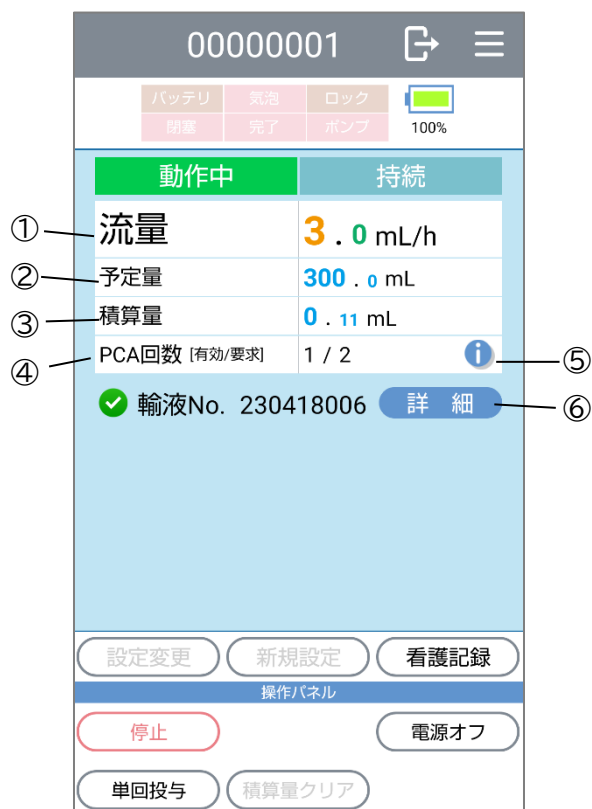 00000001
バッテリ 気泡 ロック
閉塞 完了 ポンプ 100%
動作中 持続
① 流量 3.0 mL/h
② 予定量 300.0 mL
③ 積算量 0.11 mL
④ PCA回数 [有効/要求] 1 / 2 i ⑤
輸液No. 230418006 詳 細 ⑥
設定変更 新規設定 看護記録
操作パネル
停止 電源オフ
単回投与 積算量クリア